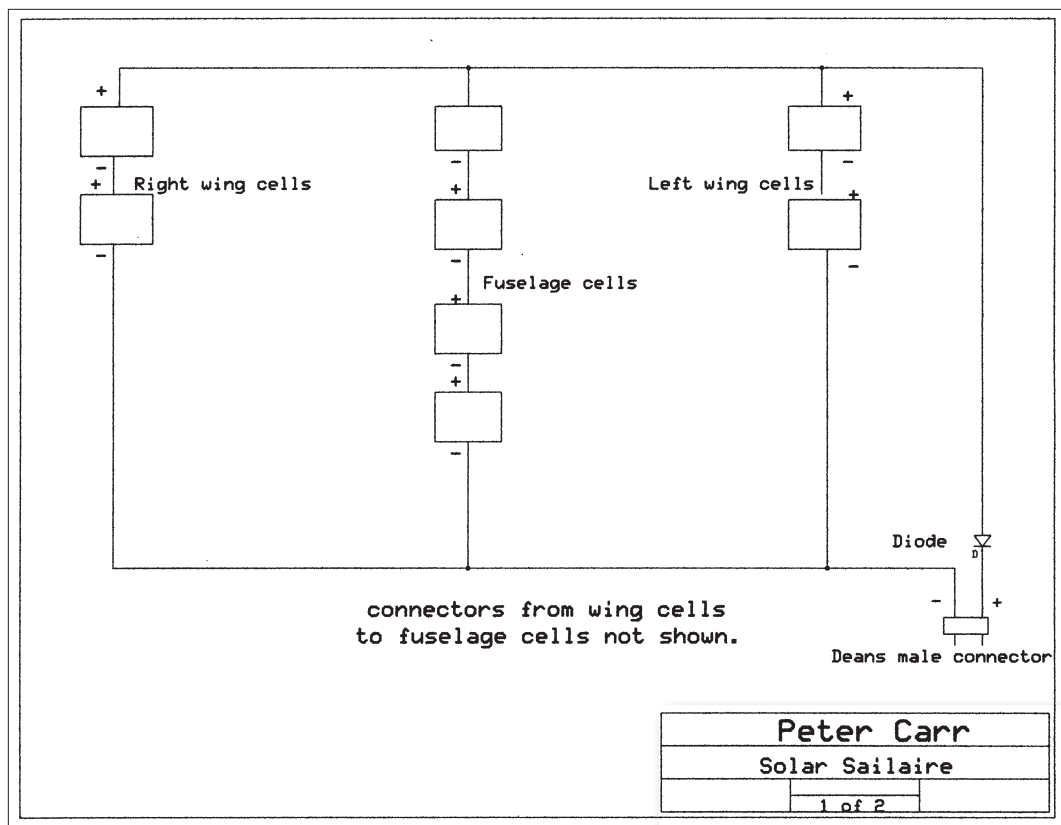 +
+
−
−
+
Right wing cells
Left wing cells
+
+
−
−
−
−
Fuselage cells
+
−
+
−
Diode
D
−
+
connectors from wing cells
to fuselage cells not shown.
Deans male connector
Peter Carr
Solar Sailaire
1 of 2